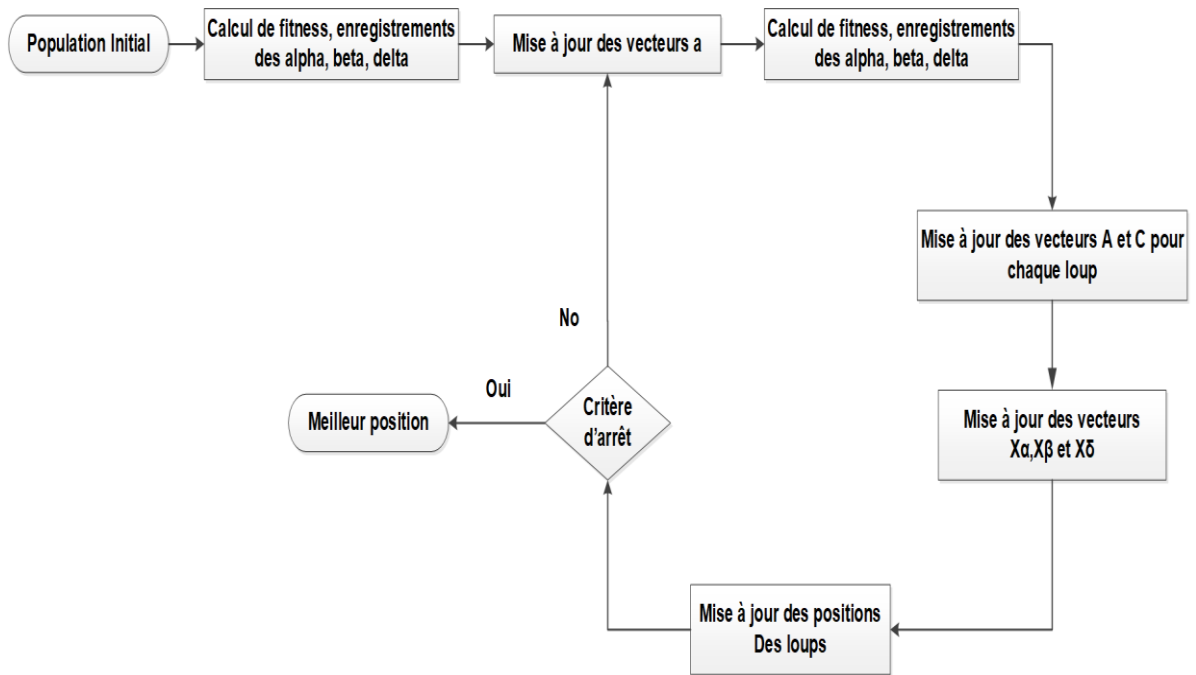 Population Initial
Calcul de fitness, enregistrements
des alpha, beta, delta
Mise à jour des vecteurs a
Calcul de fitness, enregistrements
des alpha, beta, delta
Mise à jour des vecteurs A et C pour
chaque loup
Mise à jour des vecteurs
Xα,Xβ et Xδ
Mise à jour des positions
Des loups
Critère
d'arrêt
No
Oui
Meilleur position